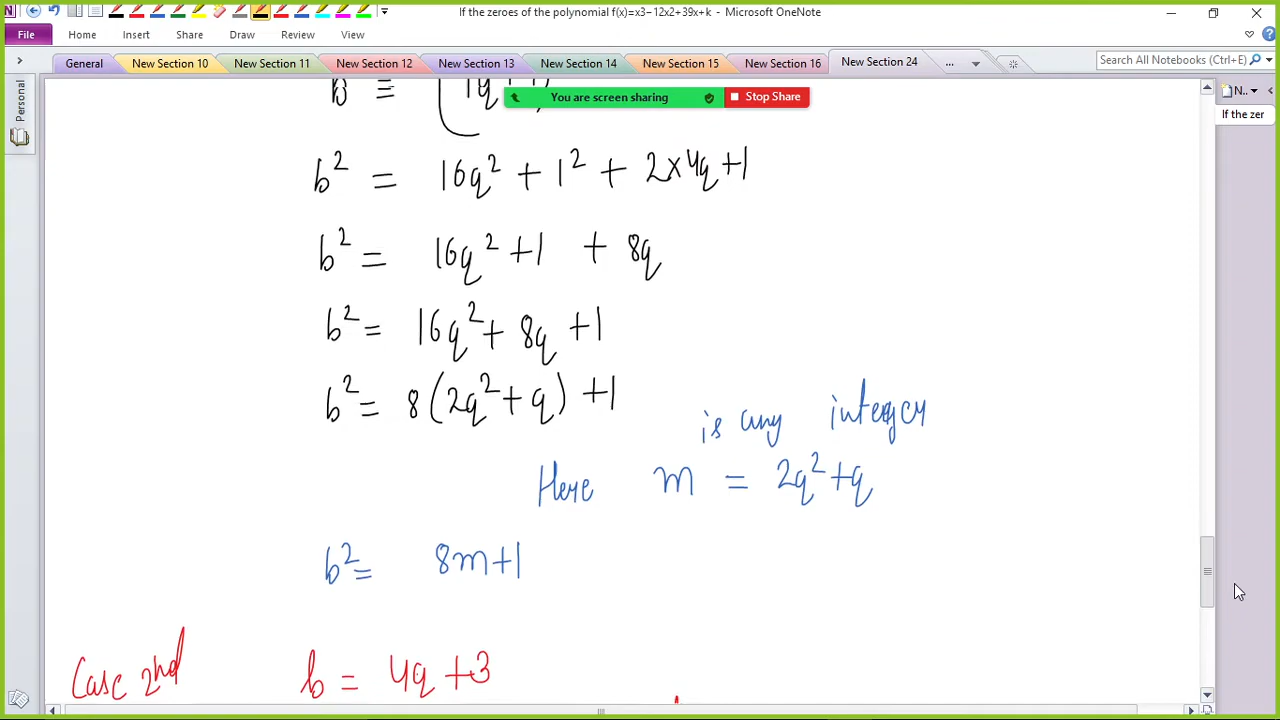 If the zeroes of the polynomial f(x)=x3−12x2+39x+k - Microsoft OneNote
File Home Insert Share Draw Review View
General New Section 10 New Section 11 New Section 12 New Section 13 New Section 14 New Section 15 New Section 16 New Section 24 ... Search All Notebooks (Ctrl+E)
Personal
N..
If the zer
You are screen sharing Stop Share
b² = 16q² + 1² + 2×4q+1
b² = 16q² +1 + 8q
b² = 16q² + 8q +1
b² = 8(2q² + q) +1
is any integer
Here m = 2q² +q
b² = 8m+1
Case 2nd b = 4q +3